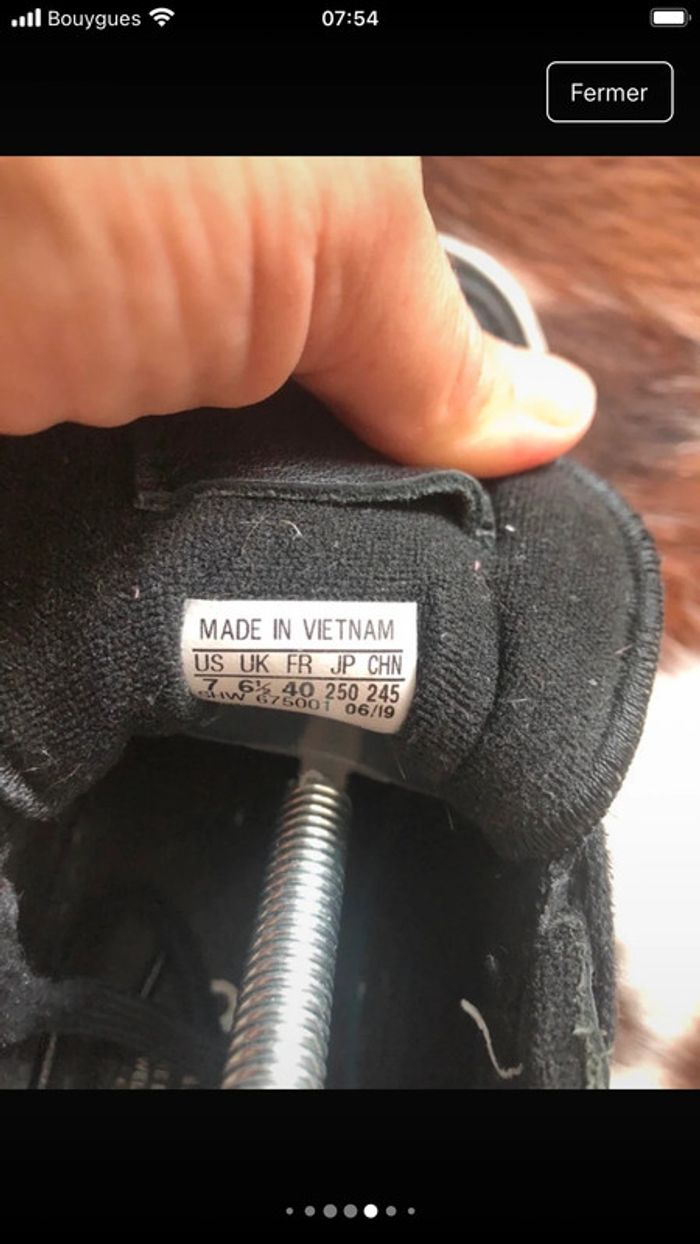 Bouygues
07:54
Fermer
MADE IN VIETNAM
US UK FR JP CHN
7 6½ 40 250 245
SHW 675001 06/19